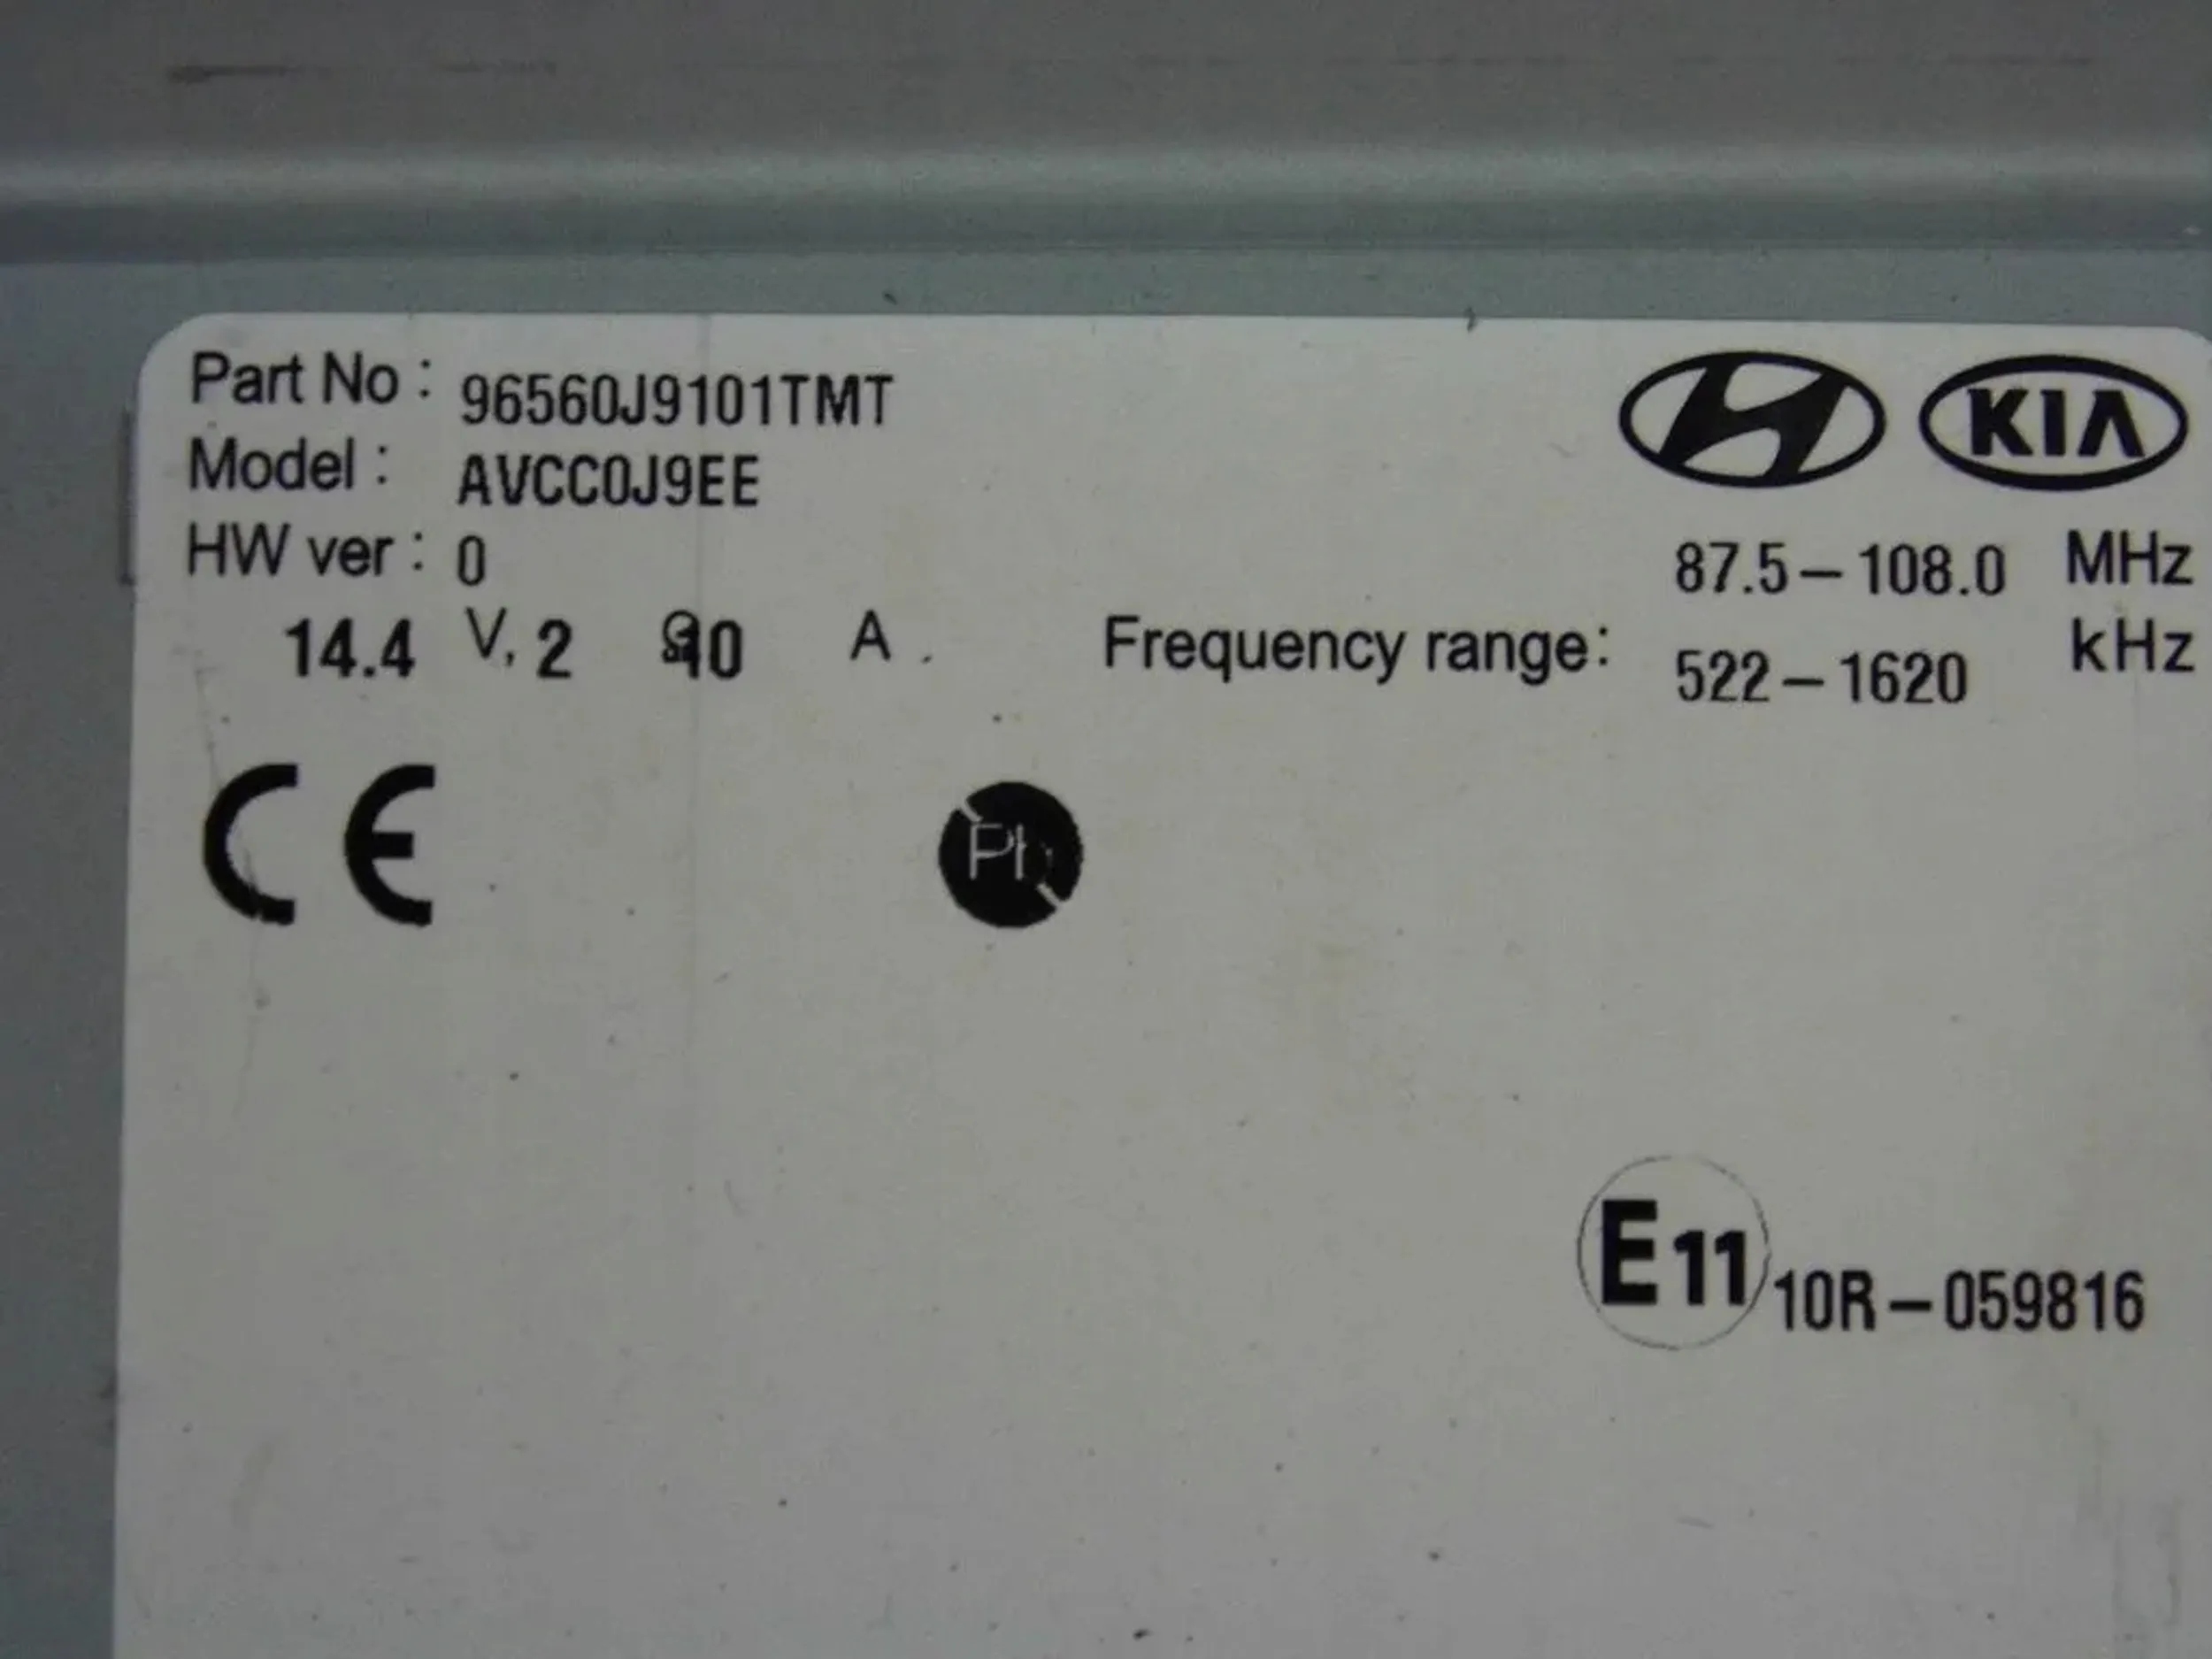 Part No : 96560J9101TMT
KIA
Model : AVCC0J9EE
HW ver : 0
87.5-108.0 MHz
14.4 V, 2 10 A .
Frequency range:
522-1620 kHz
CE
E11 10R-059816